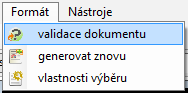 Formát Nástroje
validace dokumentu
generovat znovu
vlastnosti výběru